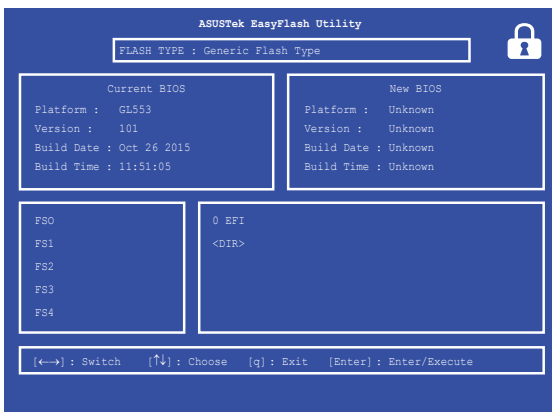 ASUSTek EasyFlash Utility
FLASH TYPE : Generic Flash Type
Current BIOS
Platform : GL553
Version : 101
Build Date : Oct 26 2015
Build Time : 11:51:05
New BIOS
Platform : Unknown
Version : Unknown
Build Date : Unknown
Build Time : Unknown
FSO
FS1
FS2
FS3
FS4
0 EFI
<DIR>
[←→] : Switch [↑↓] : Choose [q] : Exit [Enter] : Enter/Execute